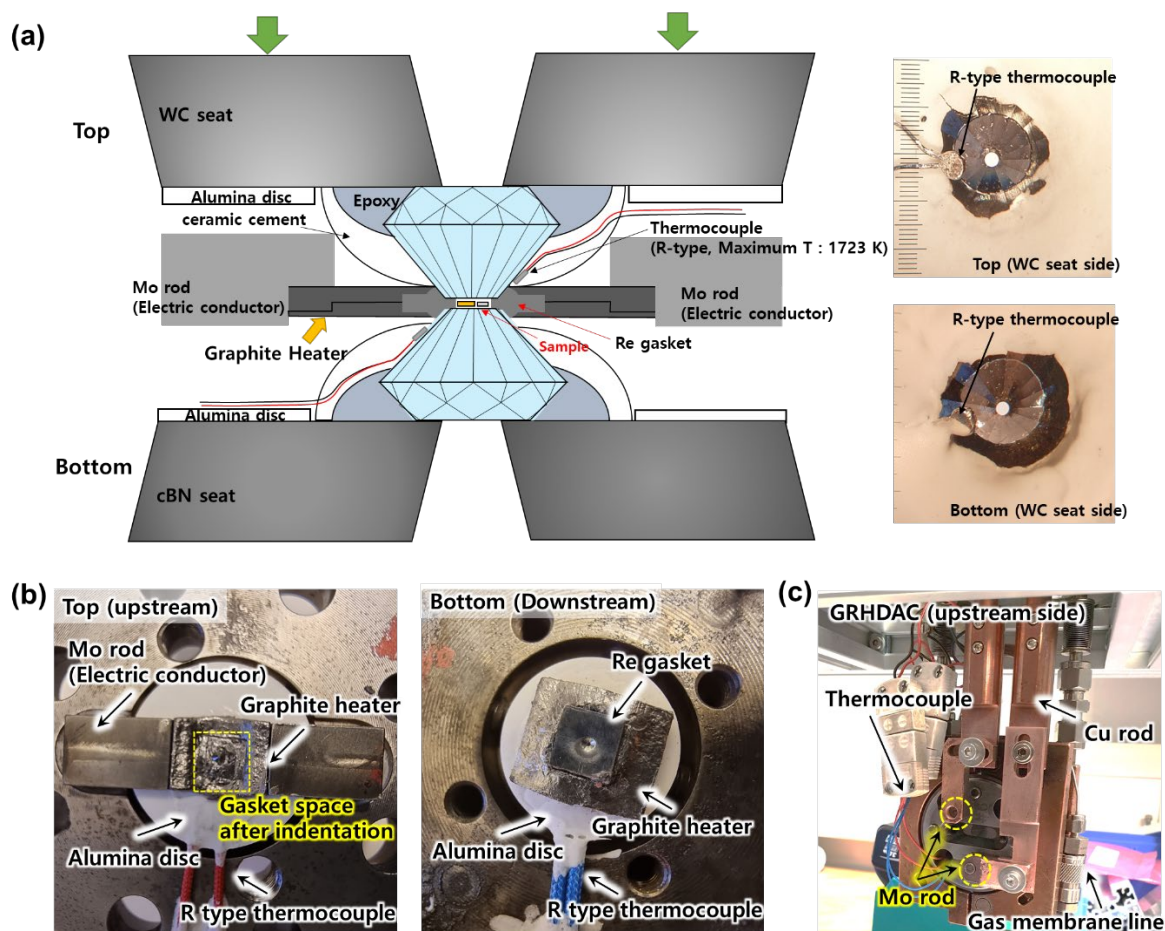 (a)
Top
WC seat
Alumina disc
ceramic cement
Epoxy
Thermocouple
(R-type, Maximum T : 1723 K)
Mo rod
(Electric conductor)
Mo rod
(Electric conductor)
Graphite Heater
Sample
Re gasket
Alumina disc
Bottom
cBN seat
R-type thermocouple
Top (WC seat side)
R-type thermocouple
Bottom (WC seat side)
(b)
Top (upstream)
Mo rod
(Electric conductor)
Graphite heater
Gasket space
after indentation
Alumina disc
R type thermocouple
Bottom (Downstream)
Re gasket
Graphite heater
Alumina disc
R type thermocouple
(c)
GRHDAC (upstream side)
Thermocouple
Cu rod
Mo rod
Gas membrane line